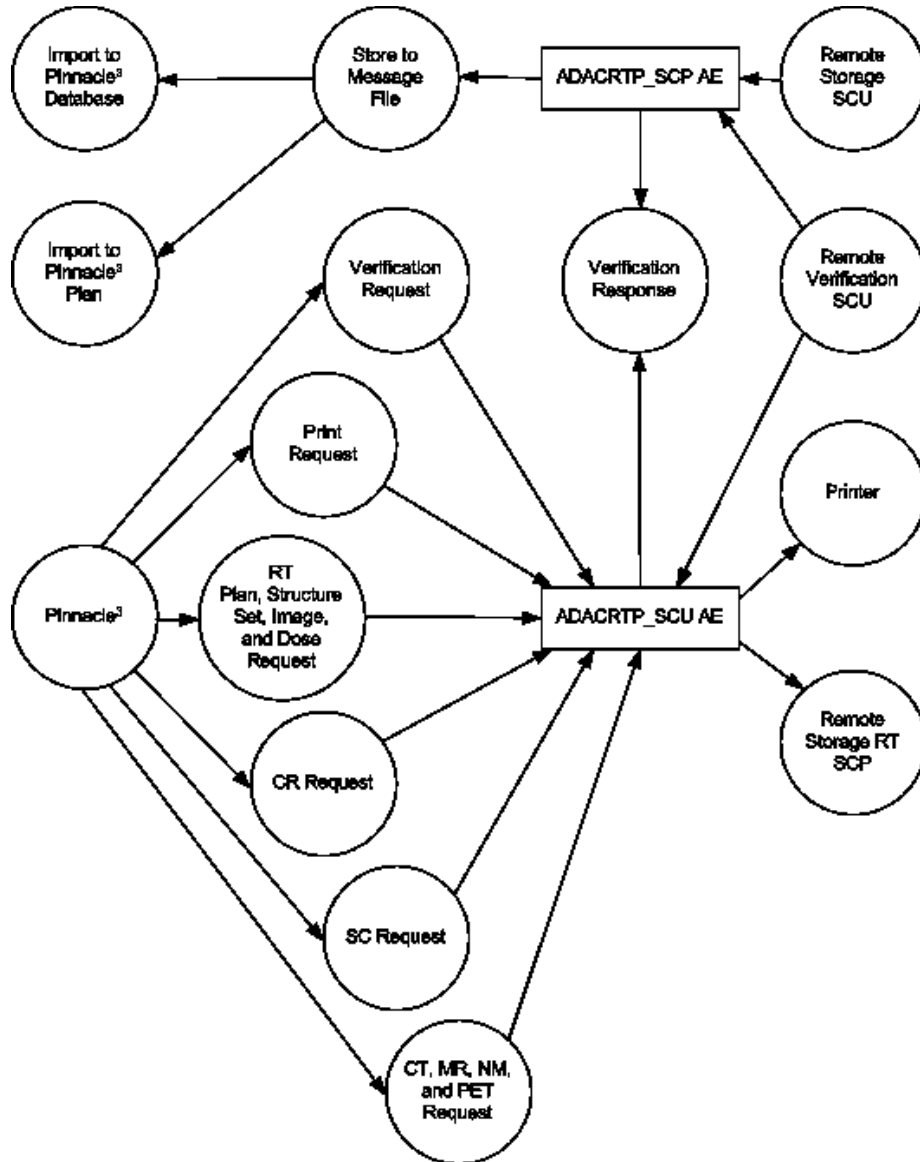 Import to
Pinnacle³
Database
Store to
Message
File
ADACRTP_SCP AE
Remote
Storage
SCU
Import to
Pinnacle³
Plan
Verification
Request
Verification
Response
Remote
Verification
SCU
Print
Request
Printer
Pinnacle³
RT
Plan, Structure
Set, Image,
and Dose
Request
ADACRTP_SCU AE
Remote
Storage RT
SCP
CR Request
SC Request
CT, MR, NM,
and PET
Request